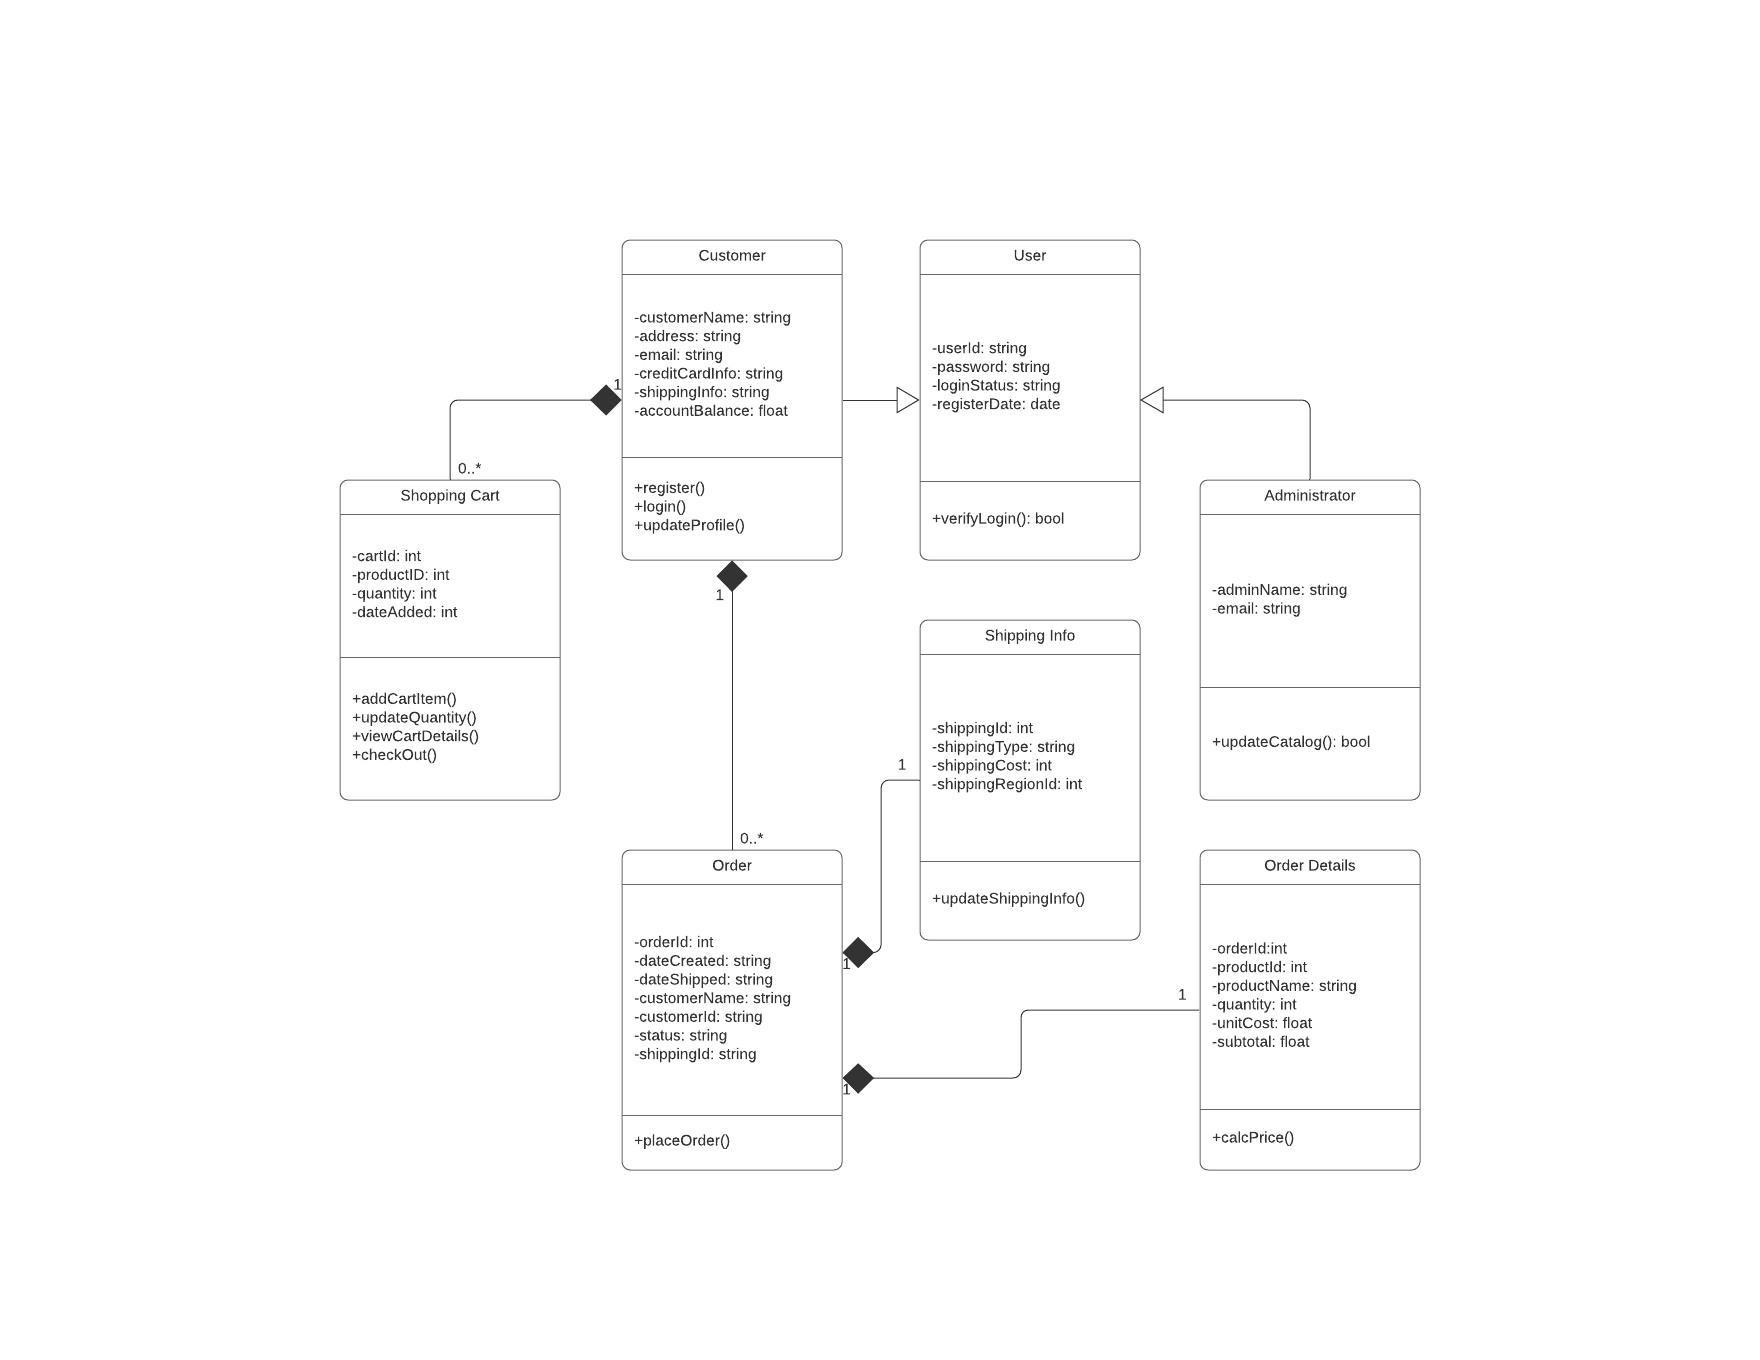 Customer
-customerName: string
-address: string
-email: string
-creditCardInfo: string
-shippingInfo: string
-accountBalance: float
+register()
+login()
+updateProfile()
User
-userId: string
-password: string
-loginStatus: string
-registerDate: date
+verifyLogin(): bool
1
0..*
Shopping Cart
-cartId: int
-productID: int
-quantity: int
-dateAdded: int
+addCartItem()
+updateQuantity()
+viewCartDetails()
+checkOut()
Administrator
-adminName: string
-email: string
+updateCatalog(): bool
1
0..*
Shipping Info
-shippingId: int
-shippingType: string
-shippingCost: int
-shippingRegionId: int
+updateShippingInfo()
1
1
Order
-orderId: int
-dateCreated: string
-dateShipped: string
-customerName: string
-customerId: string
-status: string
-shippingId: string
+placeOrder()
1
1
Order Details
-orderId:int
-productId: int
-productName: string
-quantity: int
-unitCost: float
-subtotal: float
+calcPrice()